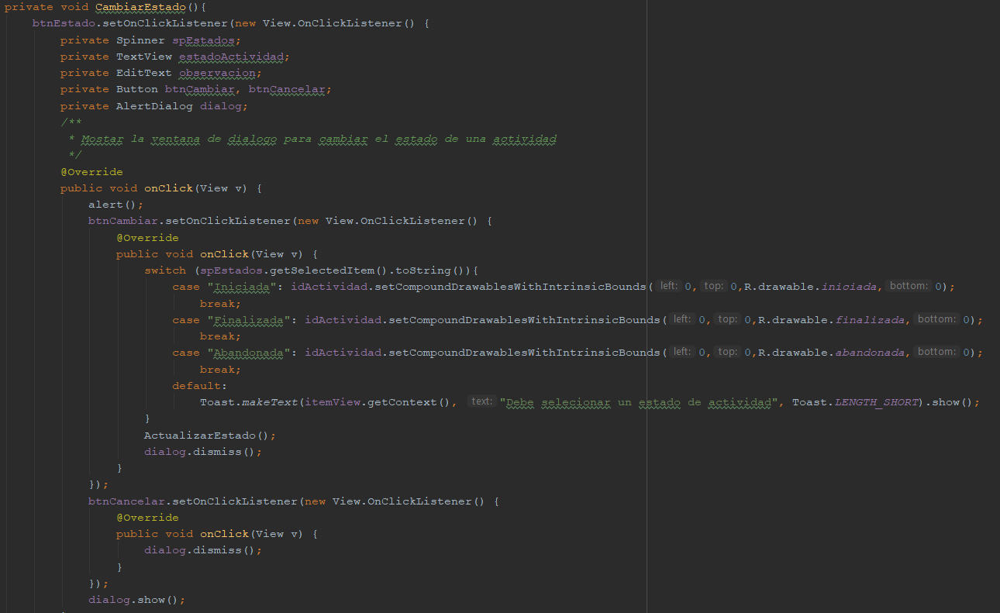 private void CambiarEstado(){
    btnEstado.setOnClickListener(new View.OnClickListener() {
        private Spinner spEstados;
        private TextView estadoActividad;
        private EditText observacion;
        private Button btnCambiar, btnCancelar;
        private AlertDialog dialog;
        /**
         * Mostar la ventana de dialogo para cambiar el estado de una actividad
         */
        @Override
        public void onClick(View v) {
            alert();
            btnCambiar.setOnClickListener(new View.OnClickListener() {
                @Override
                public void onClick(View v) {
                    switch (spEstados.getSelectedItem().toString()){
                        case "Iniciada": idActividad.setCompoundDrawablesWithIntrinsicBounds( left: 0, top: 0,R.drawable.iniciada, bottom: 0);
                            break;
                        case "Finalizada": idActividad.setCompoundDrawablesWithIntrinsicBounds( left: 0, top: 0,R.drawable.finalizada, bottom: 0);
                            break;
                        case "Abandonada": idActividad.setCompoundDrawablesWithIntrinsicBounds( left: 0, top: 0,R.drawable.abandonada, bottom: 0);
                            break;
                        default:
                            Toast.makeText(itemView.getContext(), text: "Debe selecionar un estado de actividad", Toast.LENGTH_SHORT).show();
                    }
                    ActualizarEstado();
                    dialog.dismiss();
                }
            });
            btnCancelar.setOnClickListener(new View.OnClickListener() {
                @Override
                public void onClick(View v) {
                    dialog.dismiss();
                }
            });
            dialog.show();